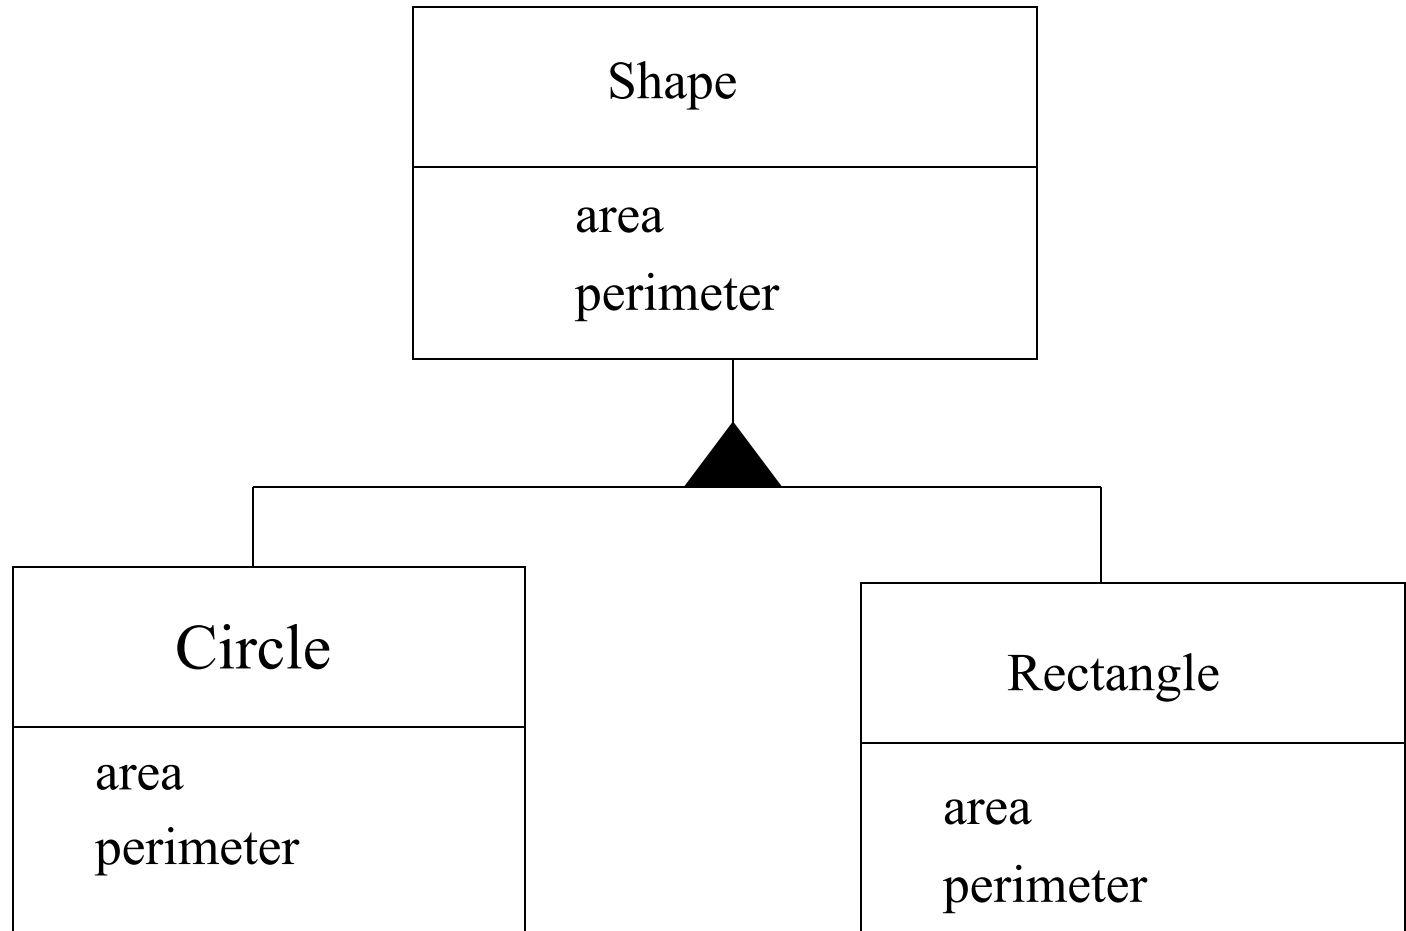 Shape
area
perimeter
Circle
area
perimeter
Rectangle
area
perimeter